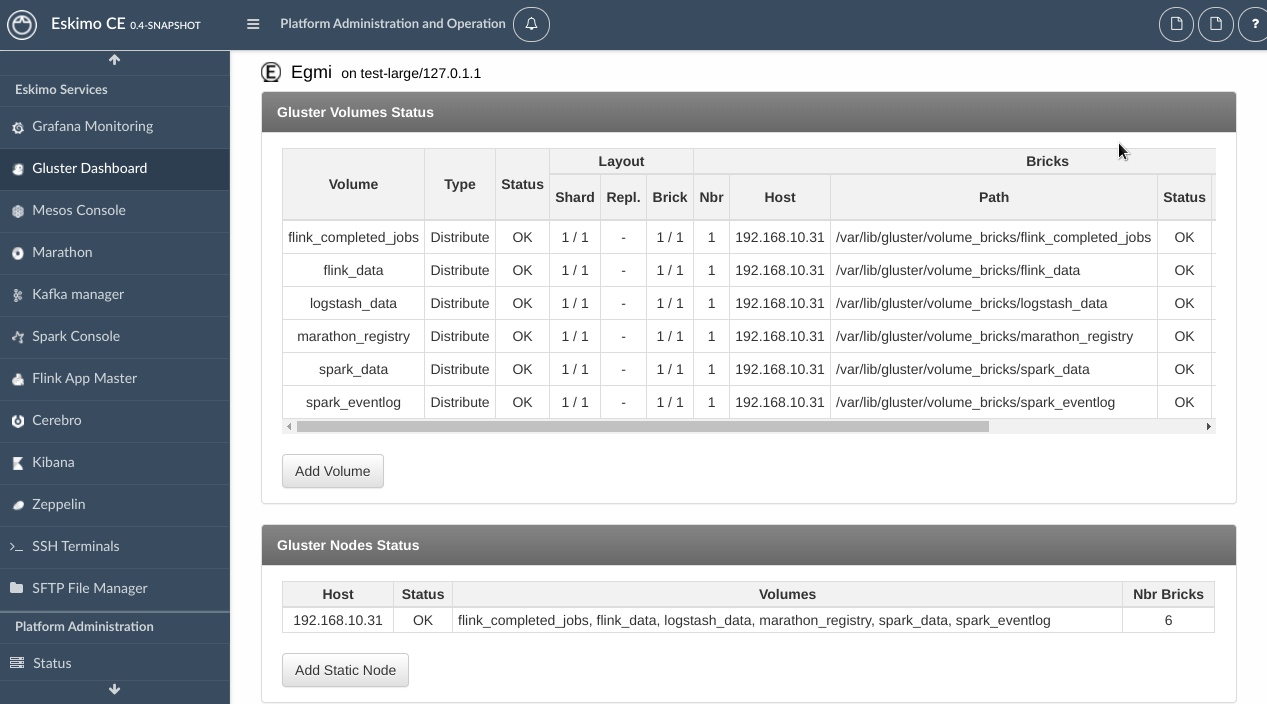 Eskimo CE 0.4-SNAPSHOT
Platform Administration and Operation
?
Eskimo Services
Grafana Monitoring
Gluster Dashboard
Mesos Console
Marathon
Kafka manager
Spark Console
Flink App Master
Cerebro
Kibana
Zeppelin
SSH Terminals
SFTP File Manager
Platform Administration
Status
Egmi on test-large/127.0.1.1
Gluster Volumes Status
Volume Type Status Layout Bricks
Shard Repl. Brick Nbr Host Path Status
flink_completed_jobs Distribute OK 1 / 1 - 1 / 1 1 192.168.10.31 /var/lib/gluster/volume_bricks/flink_completed_jobs OK
flink_data Distribute OK 1 / 1 - 1 / 1 1 192.168.10.31 /var/lib/gluster/volume_bricks/flink_data OK
logstash_data Distribute OK 1 / 1 - 1 / 1 1 192.168.10.31 /var/lib/gluster/volume_bricks/logstash_data OK
marathon_registry Distribute OK 1 / 1 - 1 / 1 1 192.168.10.31 /var/lib/gluster/volume_bricks/marathon_registry OK
spark_data Distribute OK 1 / 1 - 1 / 1 1 192.168.10.31 /var/lib/gluster/volume_bricks/spark_data OK
spark_eventlog Distribute OK 1 / 1 - 1 / 1 1 192.168.10.31 /var/lib/gluster/volume_bricks/spark_eventlog OK
Add Volume
Gluster Nodes Status
Host Status Volumes Nbr Bricks
192.168.10.31 OK flink_completed_jobs, flink_data, logstash_data, marathon_registry, spark_data, spark_eventlog 6
Add Static Node